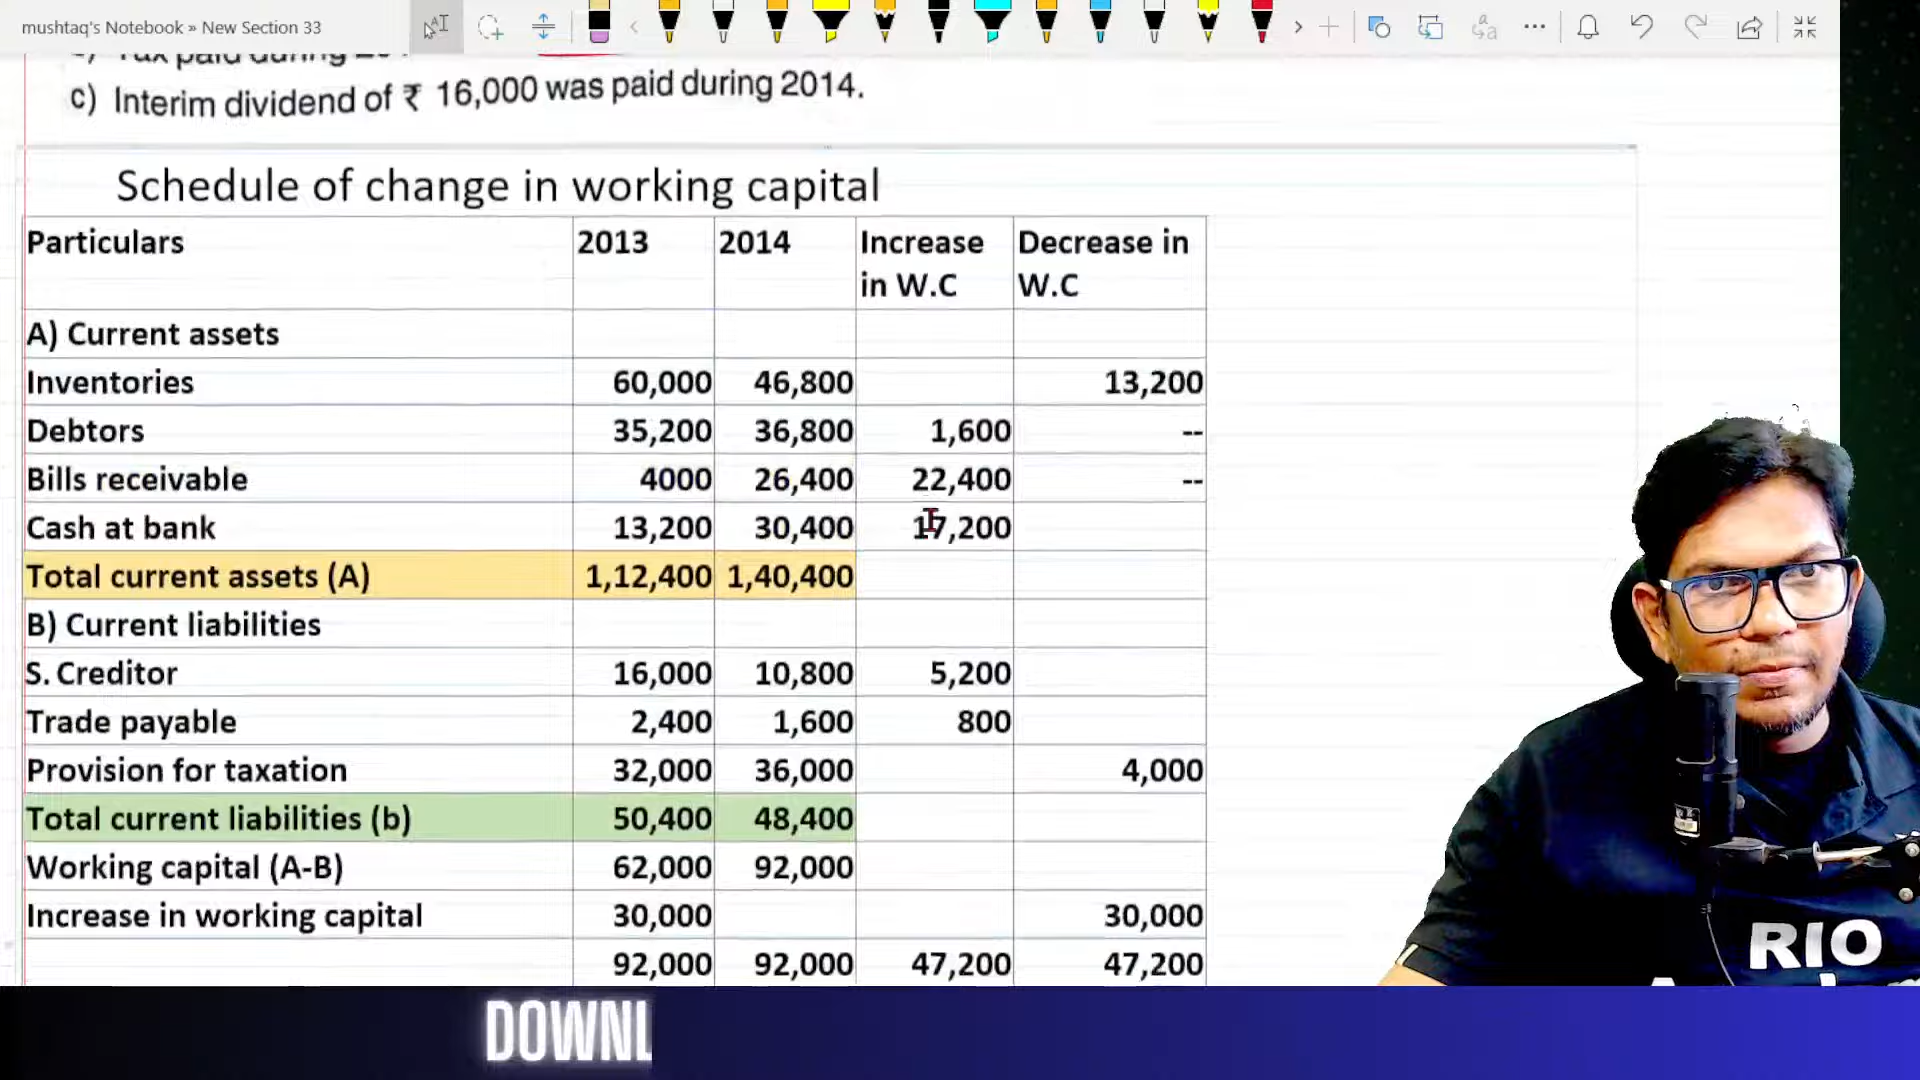 mushtaq's Notebook » New Section 33
c) Interim dividend of ₹ 16,000 was paid during 2014.
Schedule of change in working capital
Particulars 2013 2014 Increase in W.C Decrease in W.C
A) Current assets
Inventories 60,000 46,800 13,200
Debtors 35,200 36,800 1,600 --
Bills receivable 4000 26,400 22,400 --
Cash at bank 13,200 30,400 17,200
Total current assets (A) 1,12,400 1,40,400
B) Current liabilities
S. Creditor 16,000 10,800 5,200
Trade payable 2,400 1,600 800
Provision for taxation 32,000 36,000 4,000
Total current liabilities (b) 50,400 48,400
Working capital (A-B) 62,000 92,000
Increase in working capital 30,000 30,000
92,000 92,000 47,200 47,200
RIO
DOWNL